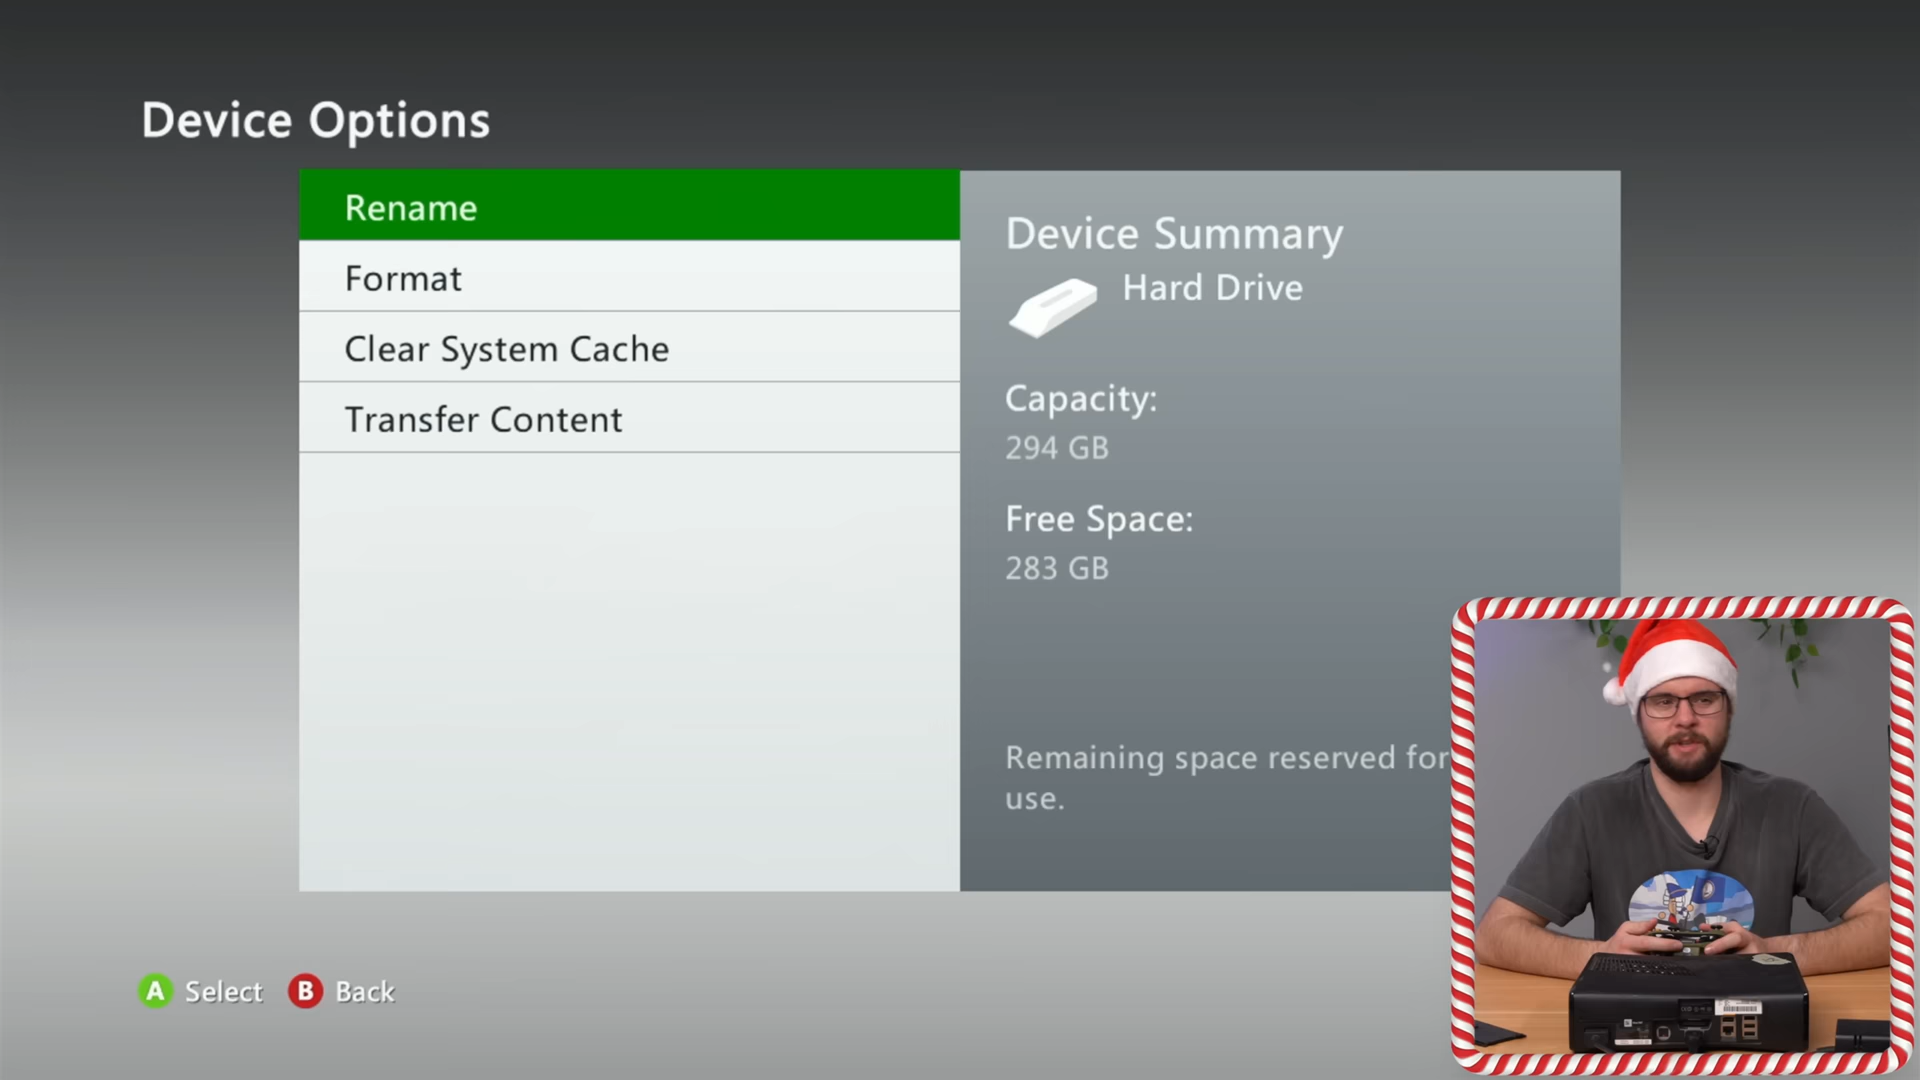 Device Options
Rename
Format
Clear System Cache
Transfer Content
Device Summary
Hard Drive
Capacity:
294 GB
Free Space:
283 GB
Remaining space reserved for
use.
A Select B Back